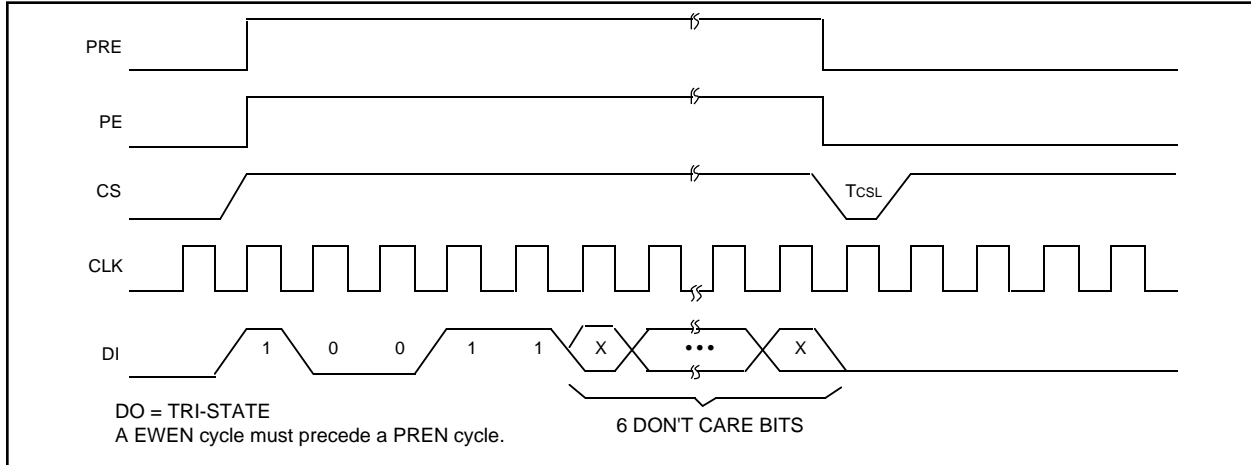 PRE
PE
CS
TCSL
CLK
DI
1 0 0 1 1 X ••• X
DO = TRI-STATE
A EWEN cycle must precede a PREN cycle.
6 DON'T CARE BITS